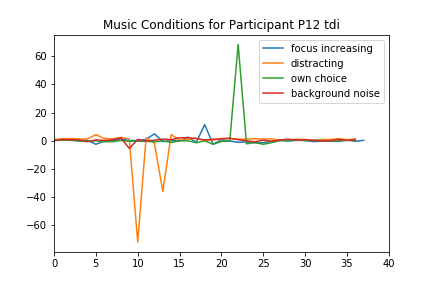 Music Conditions for Participant P12 tdi
focus increasing
distracting
own choice
background noise
60
40
20
0
−20
−40
−60
0 5 10 15 20 25 30 35 40